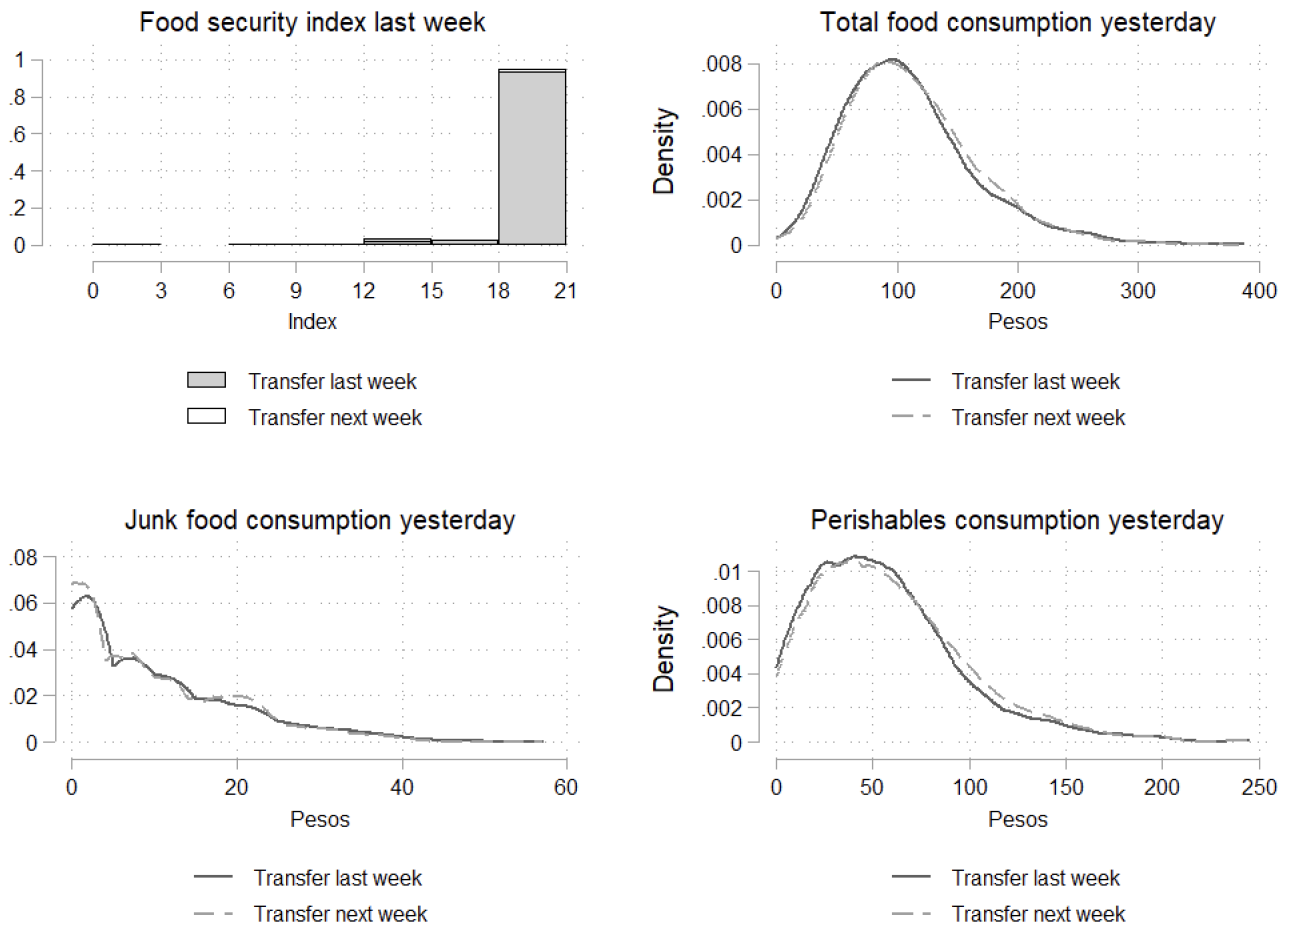 Food security index last week
1
.8
.6
.4
.2
0
0 3 6 9 12 15 18 21
Index
Transfer last week
Transfer next week
Total food consumption yesterday
Density
.008
.006
.004
.002
0
0 100 200 300 400
Pesos
Transfer last week
Transfer next week
Junk food consumption yesterday
.08
.06
.04
.02
0
0 20 40 60
Pesos
Transfer last week
Transfer next week
Perishables consumption yesterday
Density
.01
.008
.006
.004
.002
0
0 50 100 150 200 250
Pesos
Transfer last week
Transfer next week